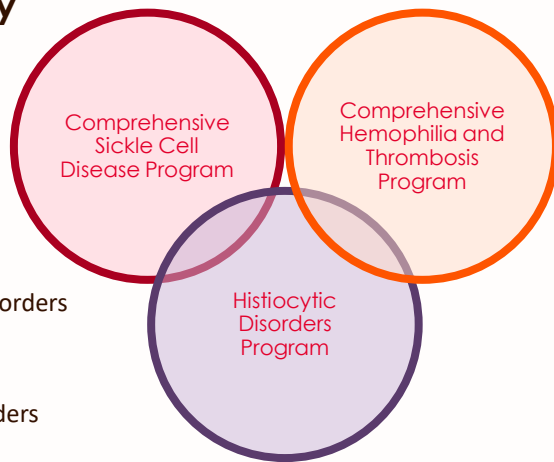 y
Comprehensive
Sickle Cell
Disease Program
Comprehensive
Hemophilia and
Thrombosis
Program
orders
Histiocytic
Disorders
Program
ders